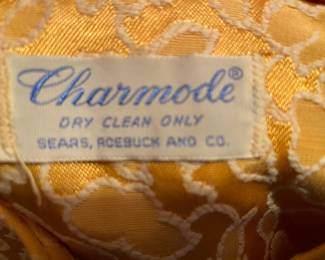 Charmode®
DRY CLEAN ONLY
SEARS, ROEBUCK AND CO.